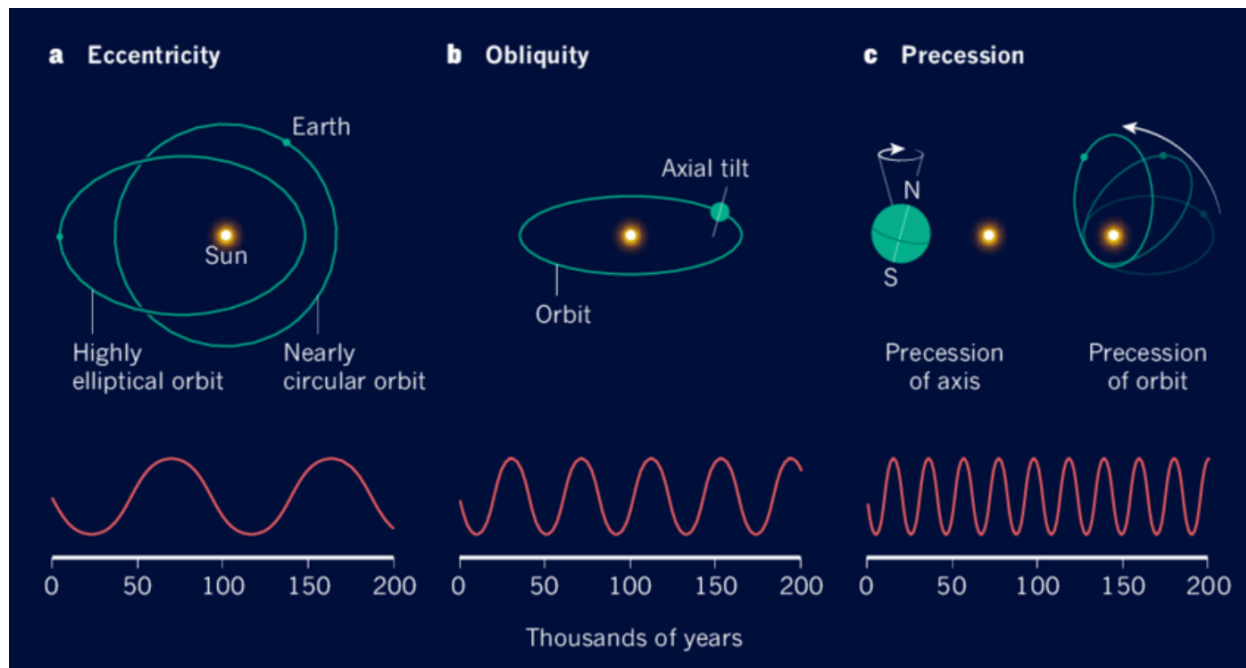 a Eccentricity
Earth
Sun
Highly
elliptical orbit
Nearly
circular orbit
0 50 100 150 200
b Obliquity
Axial tilt
Orbit
0 50 100 150 200
c Precession
N
S
Precession
of axis
Precession
of orbit
0 50 100 150 200
Thousands of years